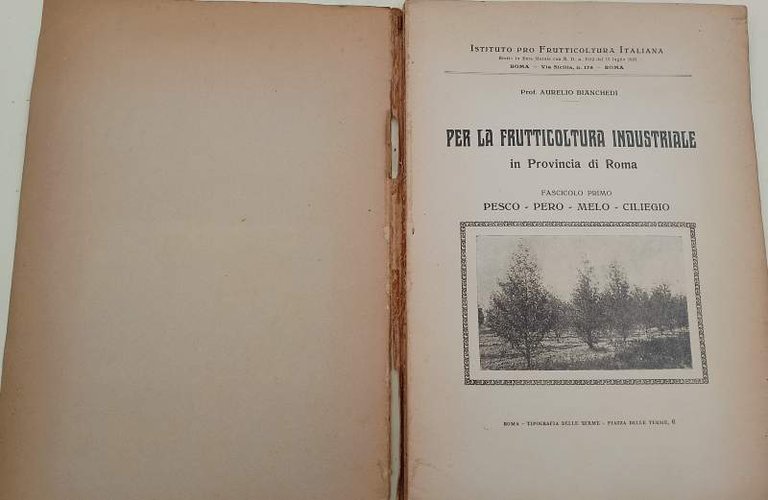 ISTITUTO PRO FRUTTICOLTURA ITALIANA
ROMA - Via Sicilia, n. 174 - ROMA
Prof. AURELIO BIANCHEDI
PER LA FRUTTICOLTURA INDUSTRIALE
in Provincia di Roma
FASCICOLO PRIMO
PESCO - PERO - MELO - CILIEGIO
ROMA - TIPOGRAFIA DELLE TERME - PIAZZA DELLE TERME, 6